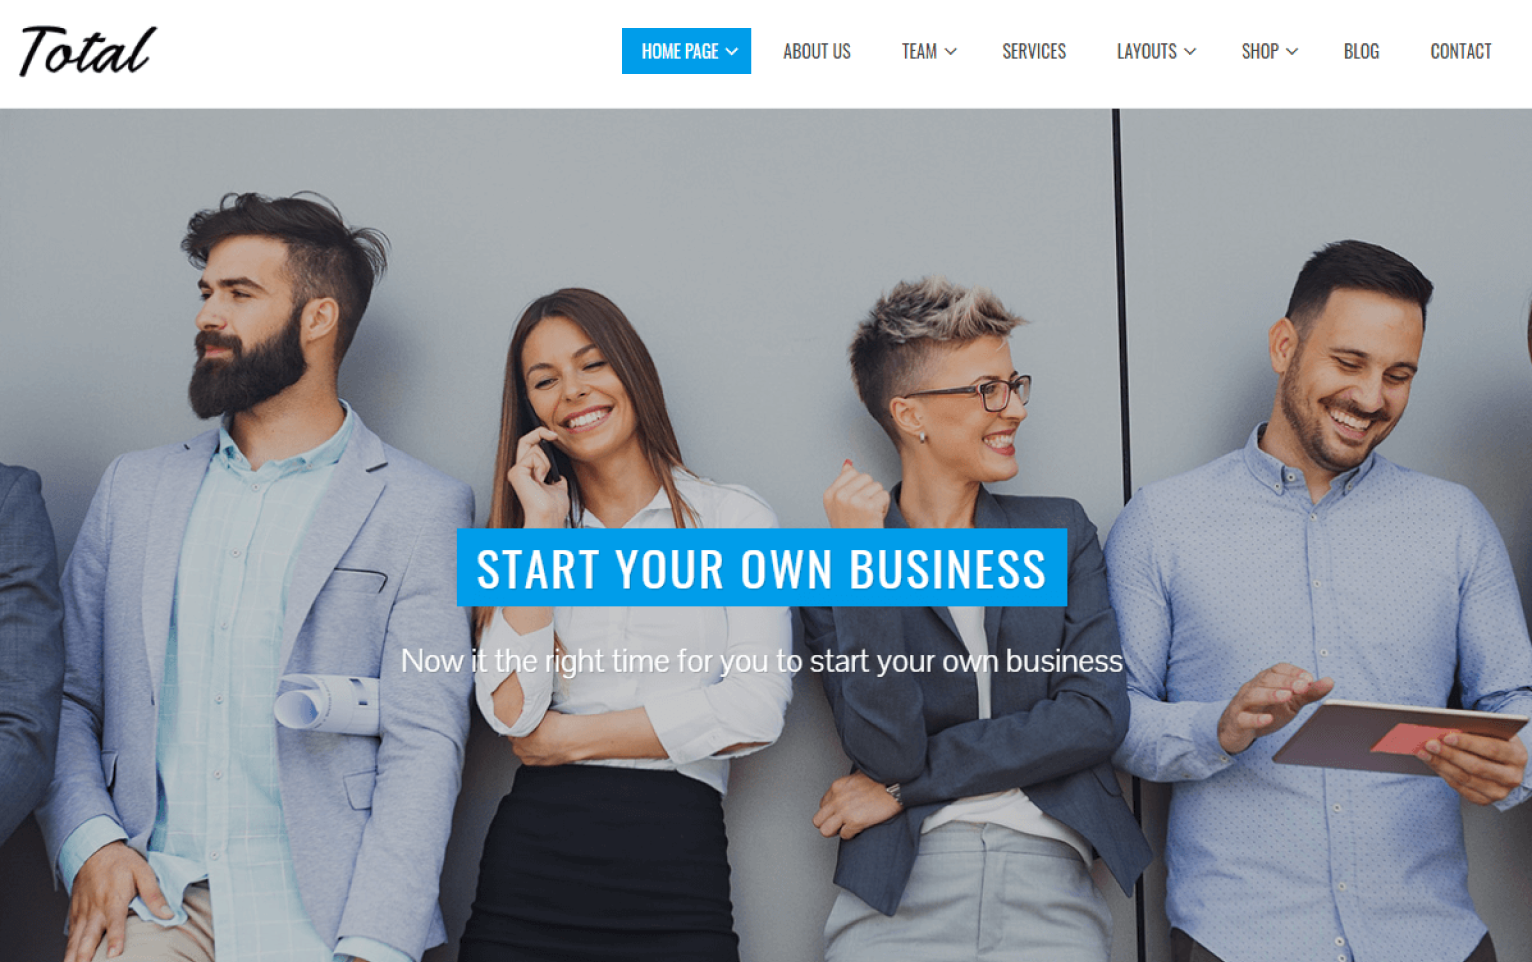 Total
HOME PAGE
ABOUT US
TEAM
SERVICES
LAYOUTS
SHOP
BLOG
CONTACT
START YOUR OWN BUSINESS
Now it the right time for you to start your own business